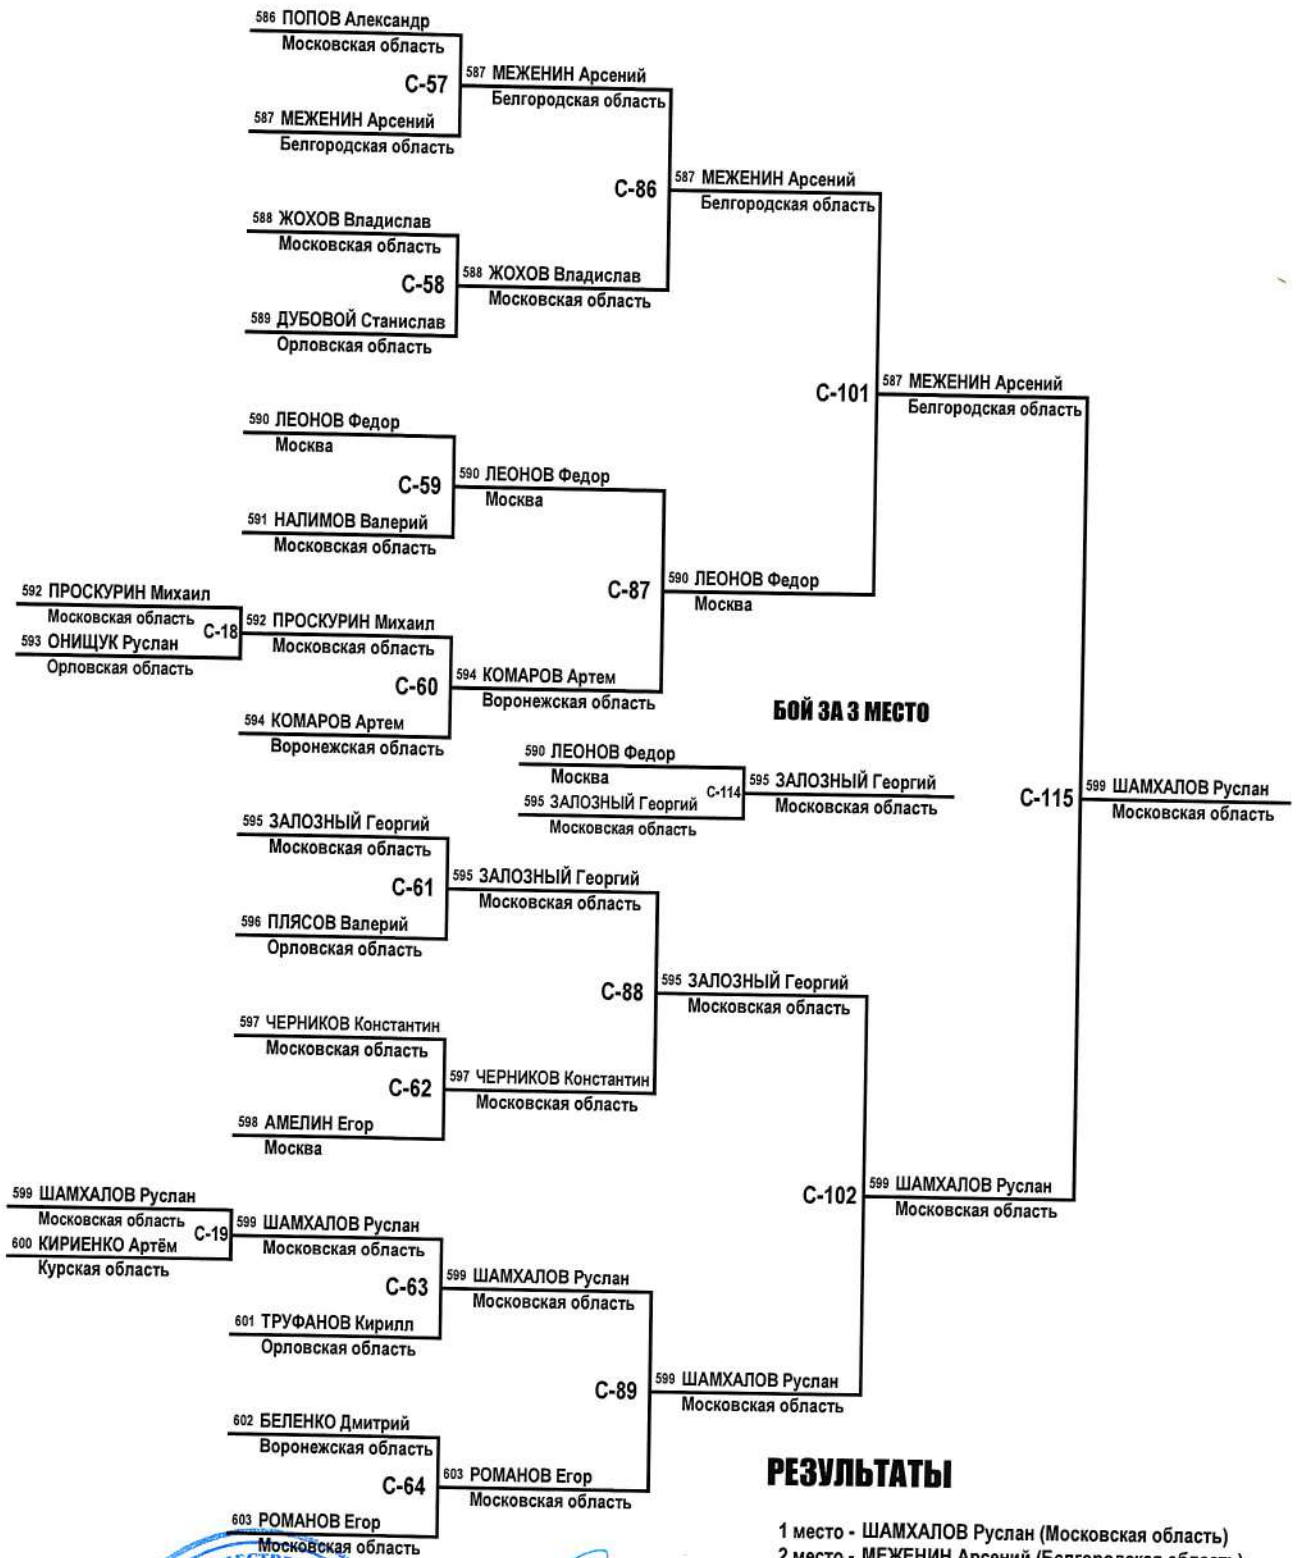 586 ПОПОВ Александр
Московская область
С-57
587 МЕЖЕНИН Арсений
Белгородская область
587 МЕЖЕНИН Арсений
Белгородская область
С-86
587 МЕЖЕНИН Арсений
Белгородская область
588 ЖОХОВ Владислав
Московская область
С-58
588 ЖОХОВ Владислав
Московская область
589 ДУБОВОЙ Станислав
Орловская область
С-101
587 МЕЖЕНИН Арсений
Белгородская область
590 ЛЕОНОВ Федор
Москва
С-59
590 ЛЕОНОВ Федор
Москва
591 НАЛИМОВ Валерий
Московская область
С-87
590 ЛЕОНОВ Федор
Москва
592 ПРОСКУРИН Михаил
Московская область
С-18
593 ОНИЩУК Руслан
Орловская область
592 ПРОСКУРИН Михаил
Московская область
С-60
594 КОМАРОВ Артем
Воронежская область
594 КОМАРОВ Артем
Воронежская область
БОЙ ЗА 3 МЕСТО
590 ЛЕОНОВ Федор
Москва
С-114
595 ЗАЛОЗНЫЙ Георгий
Московская область
595 ЗАЛОЗНЫЙ Георгий
Московская область
С-115
599 ШАМХАЛОВ Руслан
Московская область
595 ЗАЛОЗНЫЙ Георгий
Московская область
С-61
595 ЗАЛОЗНЫЙ Георгий
Московская область
596 ПЛЯСОВ Валерий
Орловская область
С-88
595 ЗАЛОЗНЫЙ Георгий
Московская область
597 ЧЕРНИКОВ Константин
Московская область
С-62
597 ЧЕРНИКОВ Константин
Московская область
598 АМЕЛИН Егор
Москва
С-102
599 ШАМХАЛОВ Руслан
Московская область
599 ШАМХАЛОВ Руслан
Московская область
С-19
600 КИРИЕНКО Артём
Курская область
599 ШАМХАЛОВ Руслан
Московская область
С-63
599 ШАМХАЛОВ Руслан
Московская область
601 ТРУФАНОВ Кирилл
Орловская область
С-89
599 ШАМХАЛОВ Руслан
Московская область
602 БЕЛЕНКО Дмитрий
Воронежская область
С-64
603 РОМАНОВ Егор
Московская область
603 РОМАНОВ Егор
Московская область
РЕЗУЛЬТАТЫ
1 место - ШАМХАЛОВ Руслан (Московская область)
2 место - МЕЖЕНИН Арсений (Белгородская область)